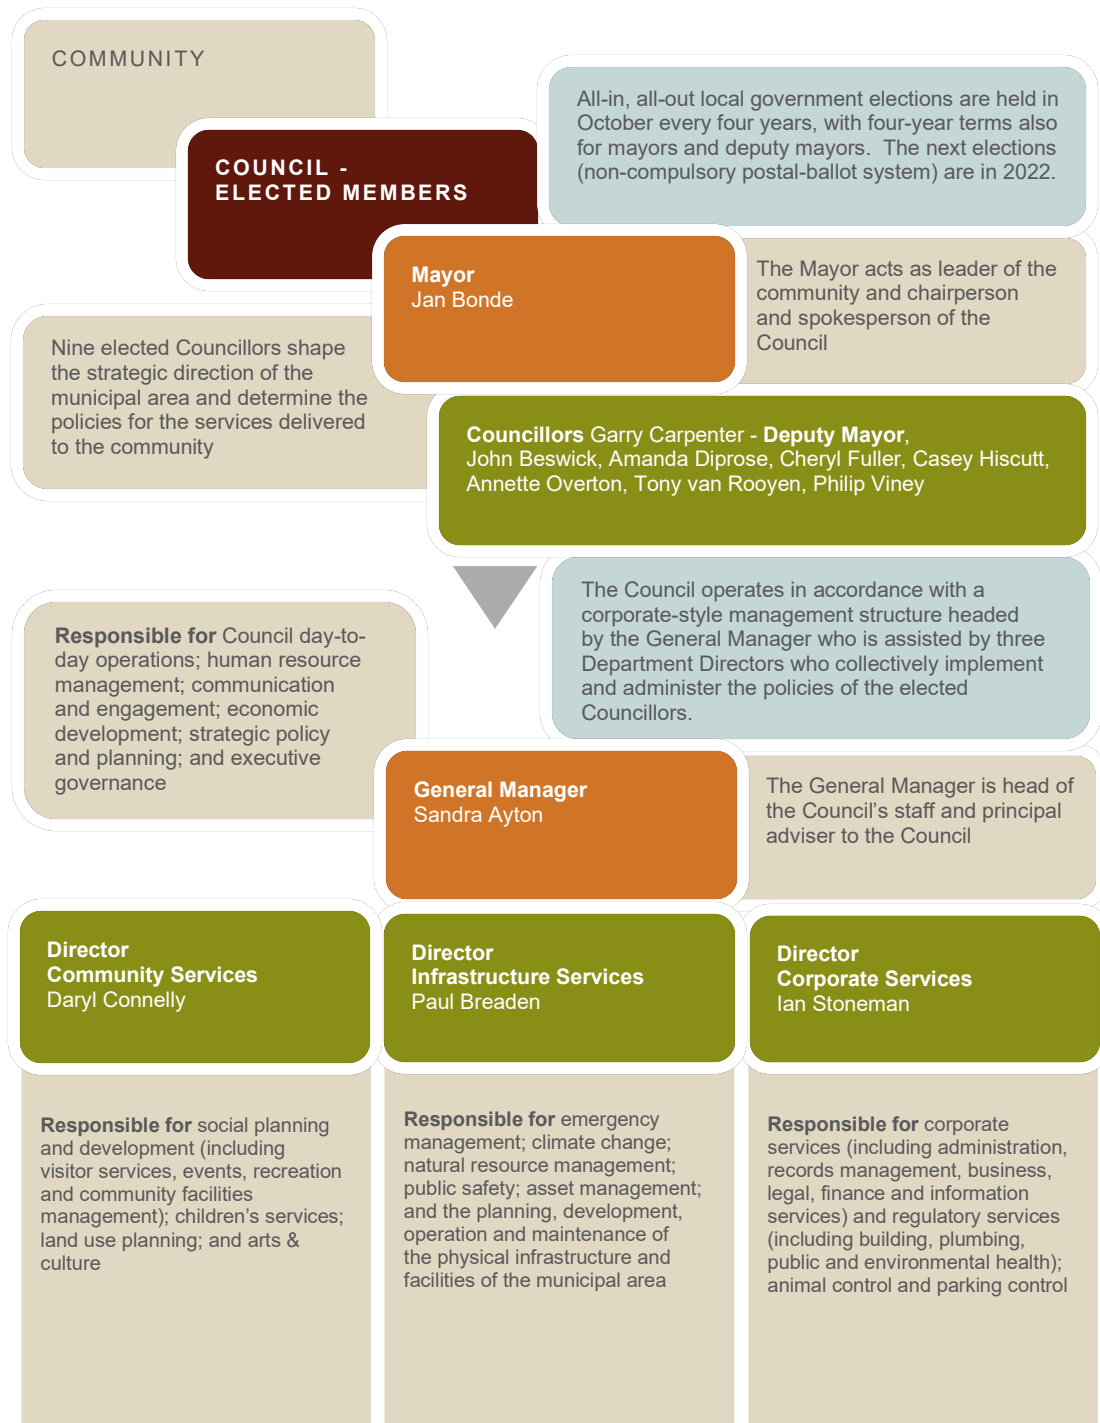 COMMUNITY
COUNCIL -
ELECTED MEMBERS
All-in, all-out local government elections are held in
October every four years, with four-year terms also
for mayors and deputy mayors.  The next elections
(non-compulsory postal-ballot system) are in 2022.
Mayor
Jan Bonde
The Mayor acts as leader of the
community and chairperson
and spokesperson of the
Council
Nine elected Councillors shape
the strategic direction of the
municipal area and determine the
policies for the services delivered
to the community
Councillors Garry Carpenter - Deputy Mayor,
John Beswick, Amanda Diprose, Cheryl Fuller, Casey Hiscutt,
Annette Overton, Tony van Rooyen, Philip Viney
The Council operates in accordance with a
corporate-style management structure headed
by the General Manager who is assisted by three
Department Directors who collectively implement
and administer the policies of the elected
Councillors.
Responsible for Council day-to-
day operations; human resource
management; communication
and engagement; economic
development; strategic policy
and planning; and executive
governance
General Manager
Sandra Ayton
The General Manager is head of
the Council’s staff and principal
adviser to the Council
Director
Community Services
Daryl Connelly
Director
Infrastructure Services
Paul Breaden
Director
Corporate Services
Ian Stoneman
Responsible for social planning
and development (including
visitor services, events, recreation
and community facilities
management); children’s services;
land use planning; and arts &
culture
Responsible for emergency
management; climate change;
natural resource management;
public safety; asset management;
and the planning, development,
operation and maintenance of
the physical infrastructure and
facilities of the municipal area
Responsible for corporate
services (including administration,
records management, business,
legal, finance and information
services) and regulatory services
(including building, plumbing,
public and environmental health);
animal control and parking control